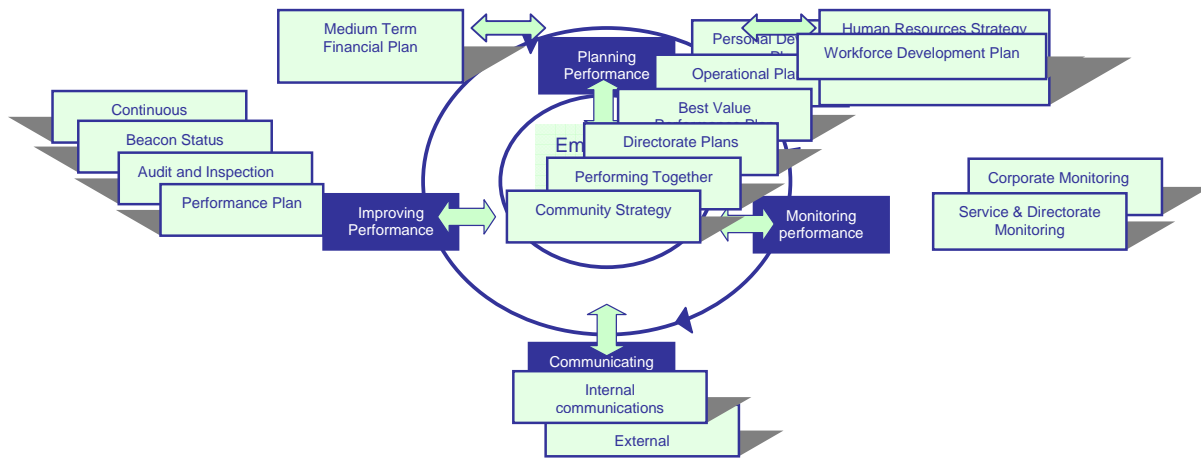 Medium Term
Financial Plan
Planning
Performance
Personal
Human Resources Strategy
Workforce Development Plan
Operational
Best Value
Directorate Plans
Performing Together
Community Strategy
Continuous
Beacon Status
Audit and Inspection
Performance Plan
Improving
Performance
Monitoring
performance
Corporate Monitoring
Service & Directorate
Monitoring
Communicating
Internal
communications
External